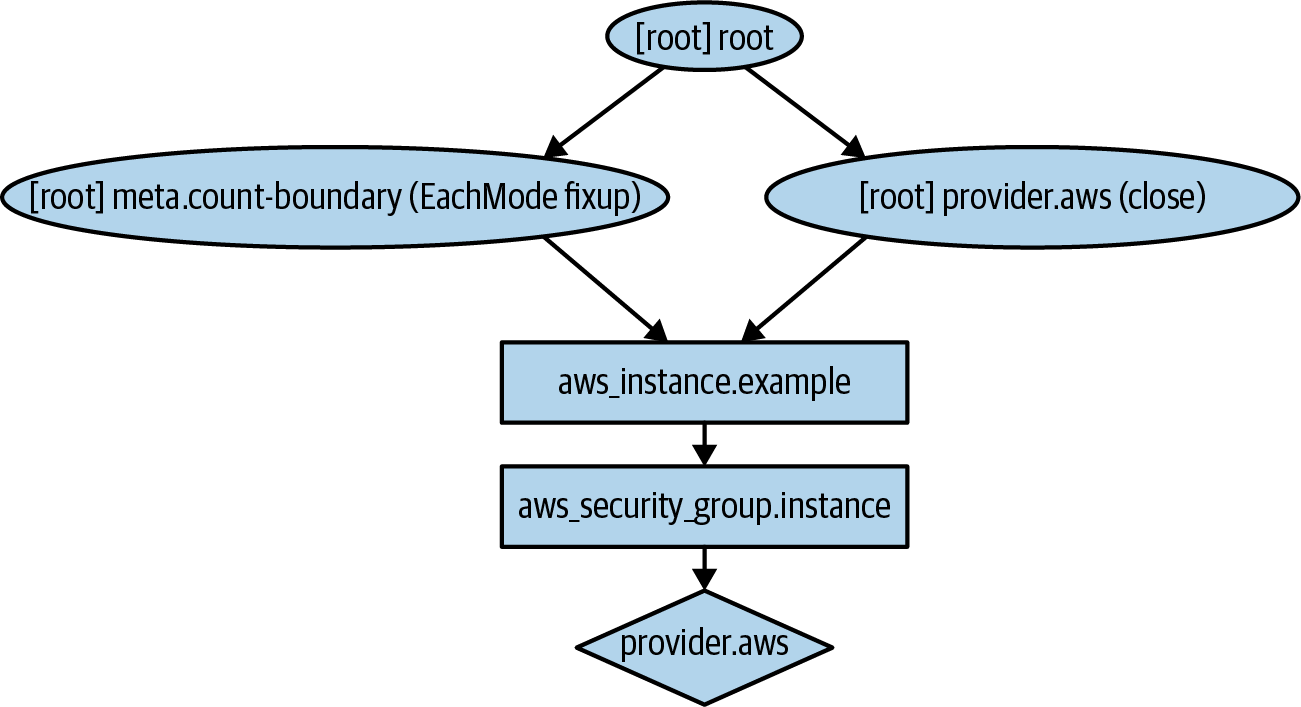 [root] root
[root] meta.count-boundary (EachMode fixup)
[root] provider.aws (close)
aws_instance.example
aws_security_group.instance
provider.aws